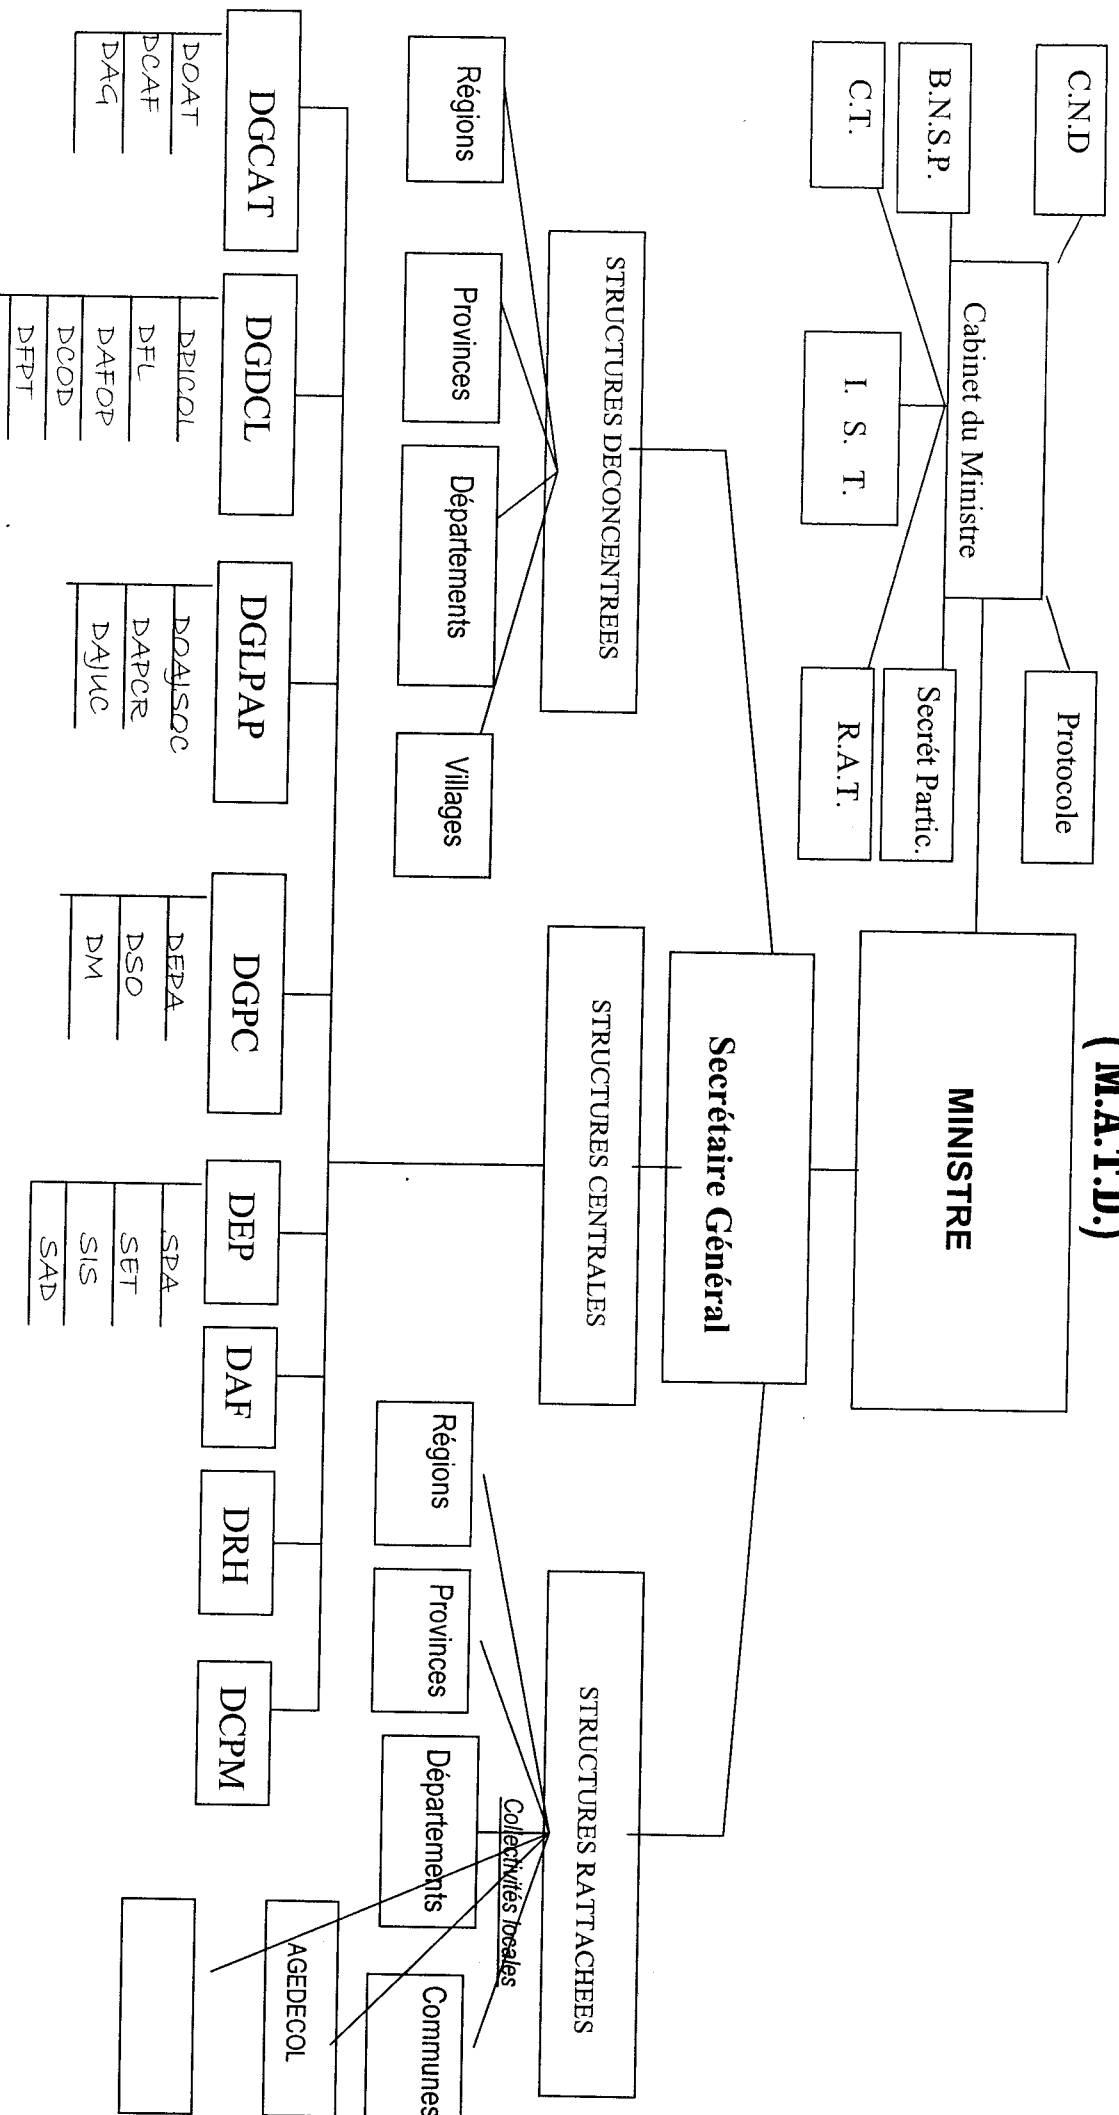 ( M.A.T.D.)
MINISTRE
C.N.D
Cabinet du Ministre
Protocole
B.N.S.P.
Secrét Partic.
C.T.
I. S. T.
R.A.T.
Secrétaire Général
STRUCTURES DECONCENTREES
STRUCTURES CENTRALES
STRUCTURES RATTACHEES
Collectivités locales
Régions
Provinces
Départements
Villages
Régions
Provinces
Départements
Communes
AGEDECOL
DGCAT
DGDCL
DGLPAP
DGPC
DEP
DAF
DRH
DCPM
DOAT
DCAF
DAG
DPICOL
DFL
DAFOP
DCOD
DFPT
DOAJSOC
DAPCR
DAJUC
DEPA
DSO
DM
SPA
SET
SIS
SAD